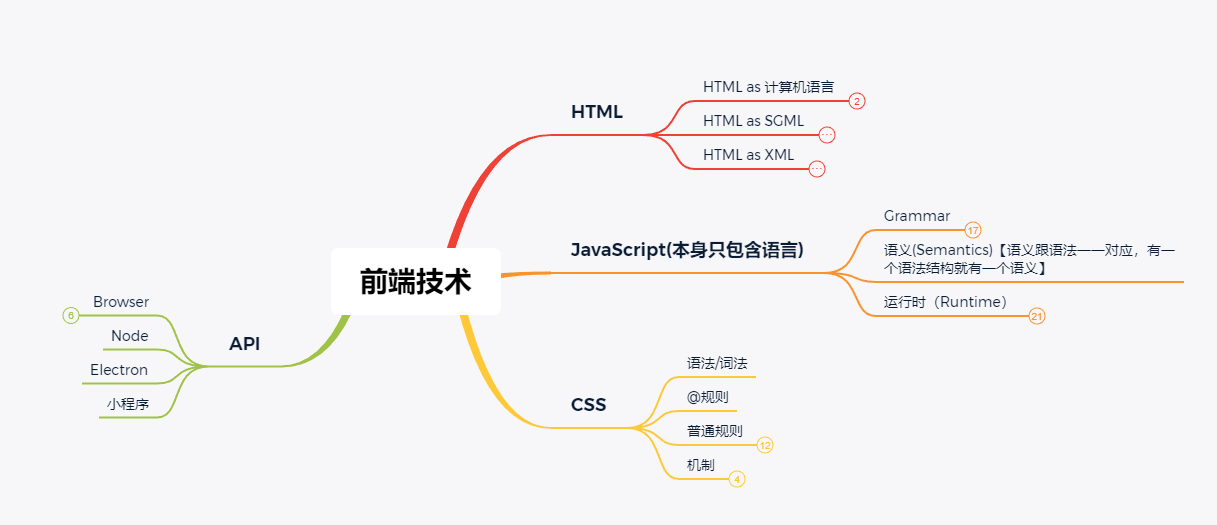 前端技术
HTML
HTML as 计算机语言
2
HTML as SGML
...
HTML as XML
...
JavaScript(本身只包含语言)
Grammar
17
语义(Semantics)【语义跟语法一一对应，有一
个语法结构就有一个语义】
运行时（Runtime）
21
CSS
语法/词法
@规则
普通规则
12
机制
4
API
Browser
6
Node
Electron
小程序